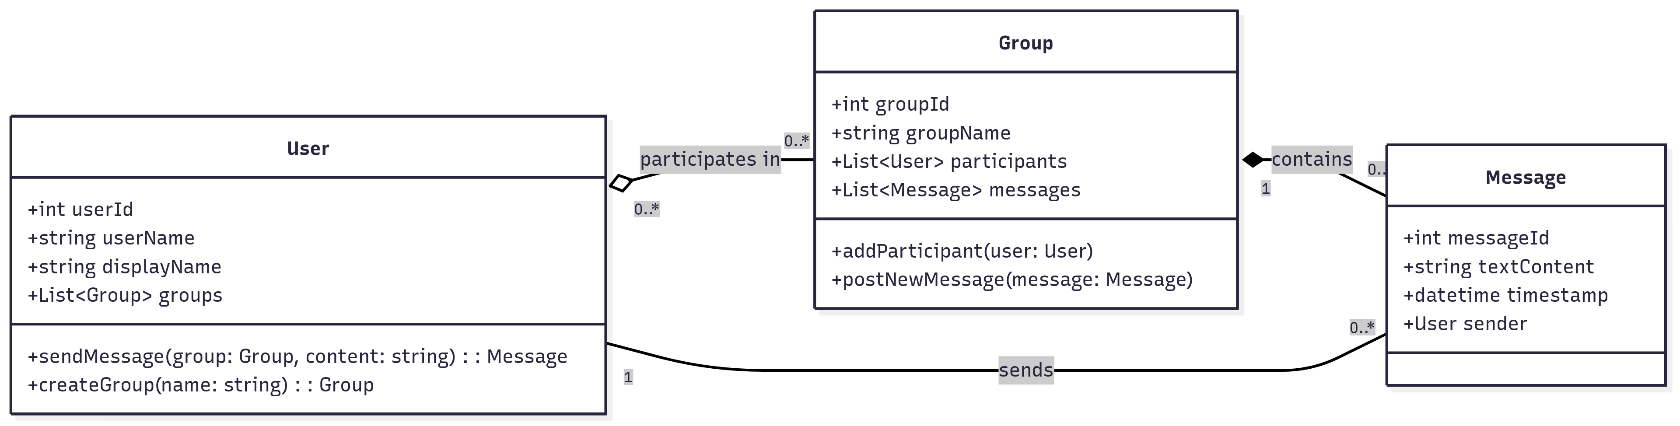 User
+int userId
+string userName
+string displayName
+List<Group> groups
+sendMessage(group: Group, content: string) : : Message
+createGroup(name: string) : : Group
participates in
0..*
0..*
Group
+int groupId
+string groupName
+List<User> participants
+List<Message> messages
+addParticipant(user: User)
+postNewMessage(message: Message)
contains
1
0..
Message
+int messageId
+string textContent
+datetime timestamp
+User sender
1
sends
0..*